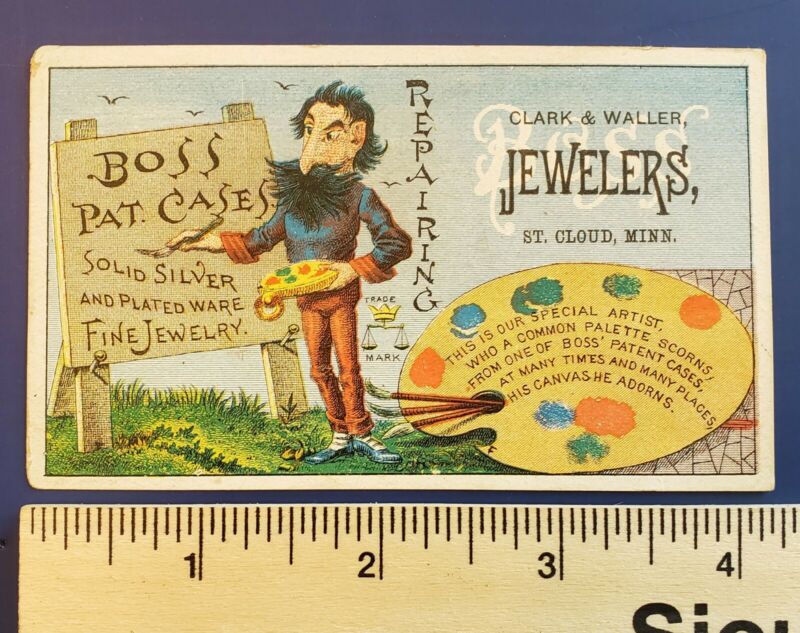 BOSS
PAT. CASES.
SOLID SILVER
AND PLATED WARE
FINE JEWELRY.
REPAIRING
TRADE
MARK
BOSS
CLARK & WALLER,
JEWELERS,
ST. CLOUD, MINN.
THIS IS OUR SPECIAL ARTIST,
WHO A COMMON PALETTE SCORNS,
FROM ONE OF BOSS' PATENT CASES,
AT MANY TIMES AND MANY PLACES,
HIS CANVAS HE ADORNS.
1 2 3 4